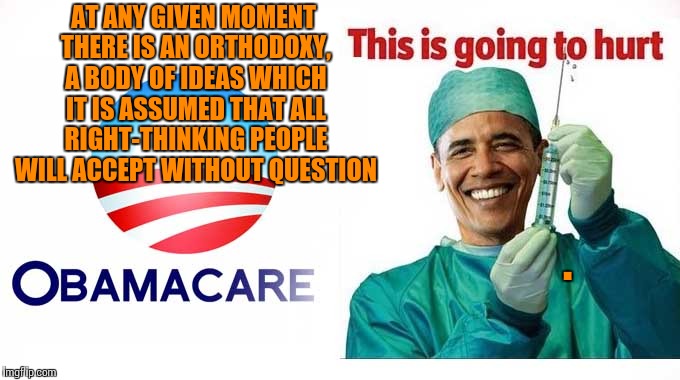 AT ANY GIVEN MOMENT
THERE IS AN ORTHODOXY,
A BODY OF IDEAS WHICH
IT IS ASSUMED THAT ALL
RIGHT-THINKING PEOPLE
WILL ACCEPT WITHOUT QUESTION
This is going to hurt
OBAMACARE
.
imgflip.com